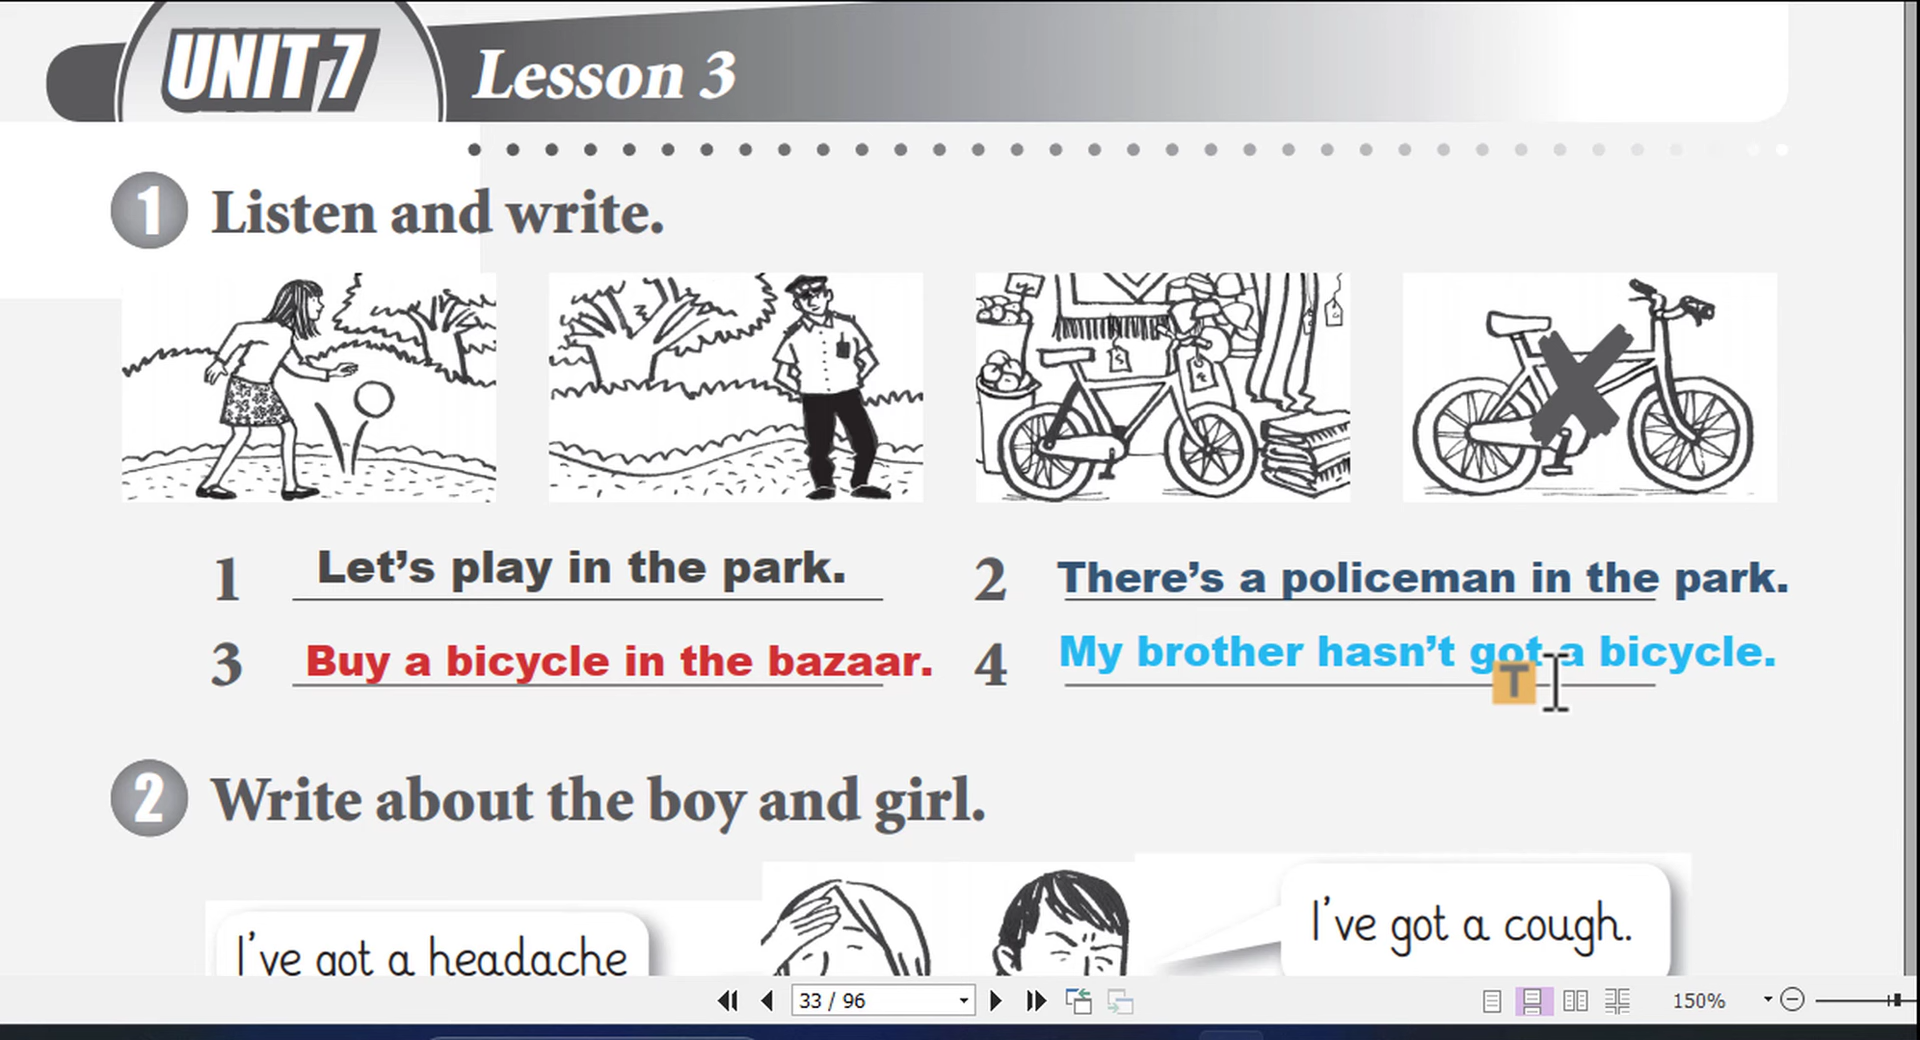 UNIT 7
Lesson 3
1 Listen and write.
1 Let's play in the park.
2 There's a policeman in the park.
3 Buy a bicycle in the bazaar.
4 My brother hasn't got a bicycle.
T
2 Write about the boy and girl.
I've got a headache
I've got a cough.
33 / 96
150%